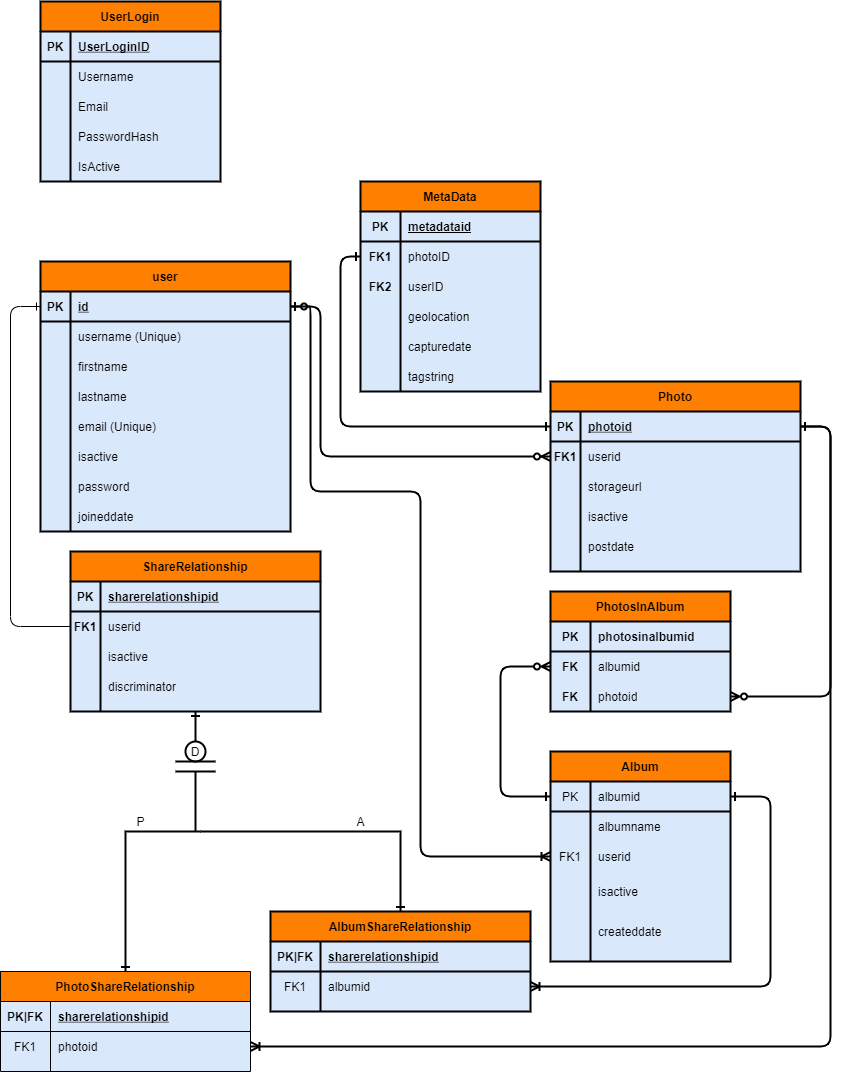 UserLogin
PK UserLoginID
Username
Email
PasswordHash
IsActive
MetaData
PK metadataid
FK1 photoID
FK2 userID
geolocation
capturedate
tagstring
user
PK id
username (Unique)
firstname
lastname
email (Unique)
isactive
password
joineddate
Photo
PK photoid
FK1 userid
storageurl
isactive
postdate
ShareRelationship
PK sharerelationshipid
FK1 userid
isactive
discriminator
PhotosInAlbum
PK photosinalbumid
FK albumid
FK photoid
D
Album
PK albumid
albumname
FK1 userid
isactive
createddate
P A
AlbumShareRelationship
PK|FK sharerelationshipid
FK1 albumid
PhotoShareRelationship
PK|FK sharerelationshipid
FK1 photoid